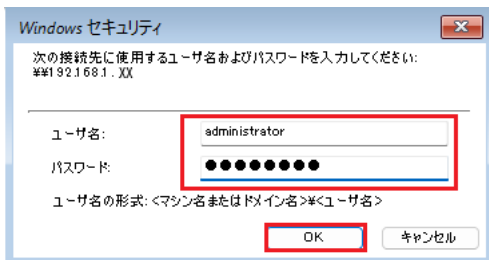 Windows セキュリティ
次の接続先に使用するユーザ名およびパスワードを入力してください:
¥¥192.168.1. XX
ユーザ名:
administrator
パスワード:
●●●●●●●●
ユーザ名の形式: <マシン名またはドメイン名>¥<ユーザ名>
OK
キャンセル